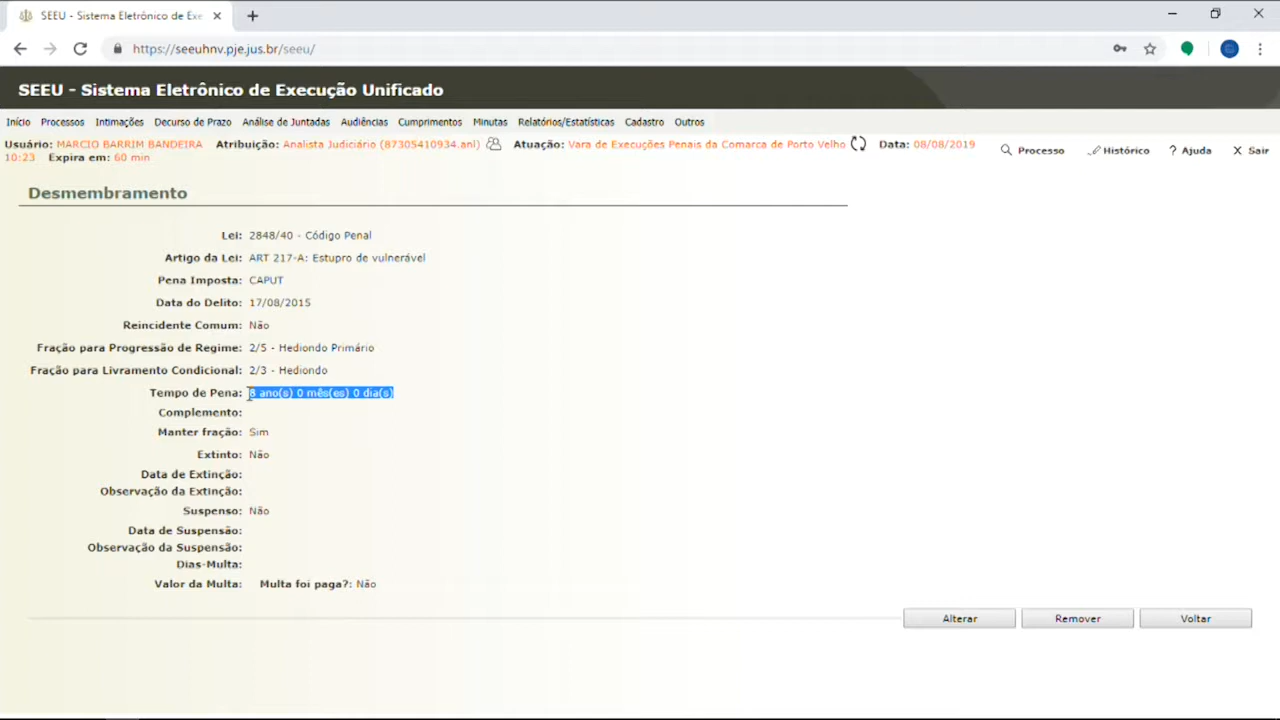 SEEU - Sistema Eletrônico de Exe
https://seeuhnv.pje.jus.br/seeu/
SEEU - Sistema Eletrônico de Execução Unificado
Início Processos Intimações Decurso de Prazo Análise de Juntadas Audiências Cumprimentos Minutas Relatórios/Estatísticas Cadastro Outros
Usuário: MARCIO BARRIM BANDEIRA Atribuição: Analista Judiciário (87305410934.anl) Atuação: Vara de Execuções Penais da Comarca de Porto Velho Data: 08/08/2019
10:23 Expira em: 60 min
Processo Histórico ? Ajuda X Sair
Desmembramento
Lei: 2848/40 - Código Penal
Artigo da Lei: ART 217-A: Estupro de vulnerável
Pena Imposta: CAPUT
Data do Delito: 17/08/2015
Reincidente Comum: Não
Fração para Progressão de Regime: 2/5 - Hediondo Primário
Fração para Livramento Condicional: 2/3 - Hediondo
Tempo de Pena: 8 ano(s) 0 mês(es) 0 dia(s)
Complemento:
Manter fração: Sim
Extinto: Não
Data de Extinção:
Observação da Extinção:
Suspenso: Não
Data de Suspensão:
Observação da Suspensão:
Dias-Multa:
Valor da Multa: Multa foi paga?: Não
Alterar Remover Voltar